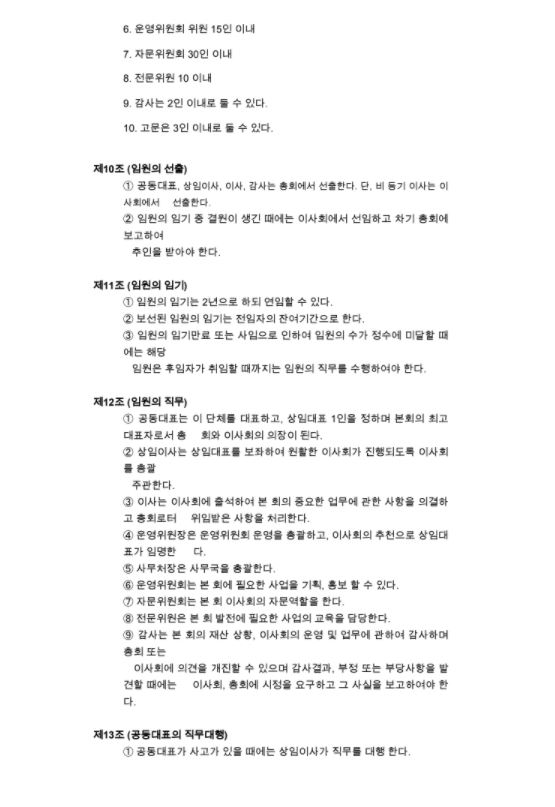 6. 운영위원회 위원 15인 이내
7. 자문위원회 30인 이내
8. 전문위원 10 이내
9. 감사는 2인 이내로 둘 수 있다.
10. 고문은 3인 이내로 둘 수 있다.
제10조 (임원의 선출)
① 공동대표, 상임이사, 이사, 감사는 총회에서 선출한다. 단, 비 등기 이사는 이
사회에서 선출한다.
② 임원의 임기 중 결원이 생긴 때에는 이사회에서 선임하고 차기 총회에
보고하여
추인을 받아야 한다.
제11조 (임원의 임기)
① 임원의 임기는 2년으로 하되 연임할 수 있다.
② 보선된 임원의 임기는 전임자의 잔여기간으로 한다.
③ 임원의 임기만료 또는 사임으로 인하여 임원의 수가 정수에 미달할 때
에는 해당
임원은 후임자가 취임할 때까지는 임원의 직무를 수행하여야 한다.
제12조 (임원의 직무)
① 공동대표는 이 단체를 대표하고, 상임대표 1인을 정하며 본회의 최고
대표자로서 총 회와 이사회의 의장이 된다.
② 상임이사는 상임대표를 보좌하여 원활한 이사회가 진행되도록 이사회
를 총괄
주관한다.
③ 이사는 이사회에 출석하여 본 회의 중요한 업무에 관한 사항을 의결하
고 총회로터 위임받은 사항을 처리한다.
④ 운영위원장은 운영위원회 운영을 총괄하고, 이사회의 추천으로 상임대
표가 임명한 다.
⑤ 사무처장은 사무국을 총괄한다.
⑥ 운영위원회는 본 회에 필요한 사업을 기획, 홍보 할 수 있다.
⑦ 자문위원회는 본 회 이사회의 자문역할을 한다.
⑧ 전문위원은 본 회 발전에 필요한 사업의 교육을 담당한다.
⑨ 감사는 본 회의 재산 상황, 이사회의 운영 및 업무에 관하여 감사하며
총회 또는
이사회에 의견을 개진할 수 있으며 감사결과, 부정 또는 부당사항을 발
견할 때에는 이사회, 총회에 시정을 요구하고 그 사실을 보고하여야 한
다.
제13조 (공동대표의 직무대행)
① 공동대표가 사고가 있을 때에는 상임이사가 직무를 대행 한다.